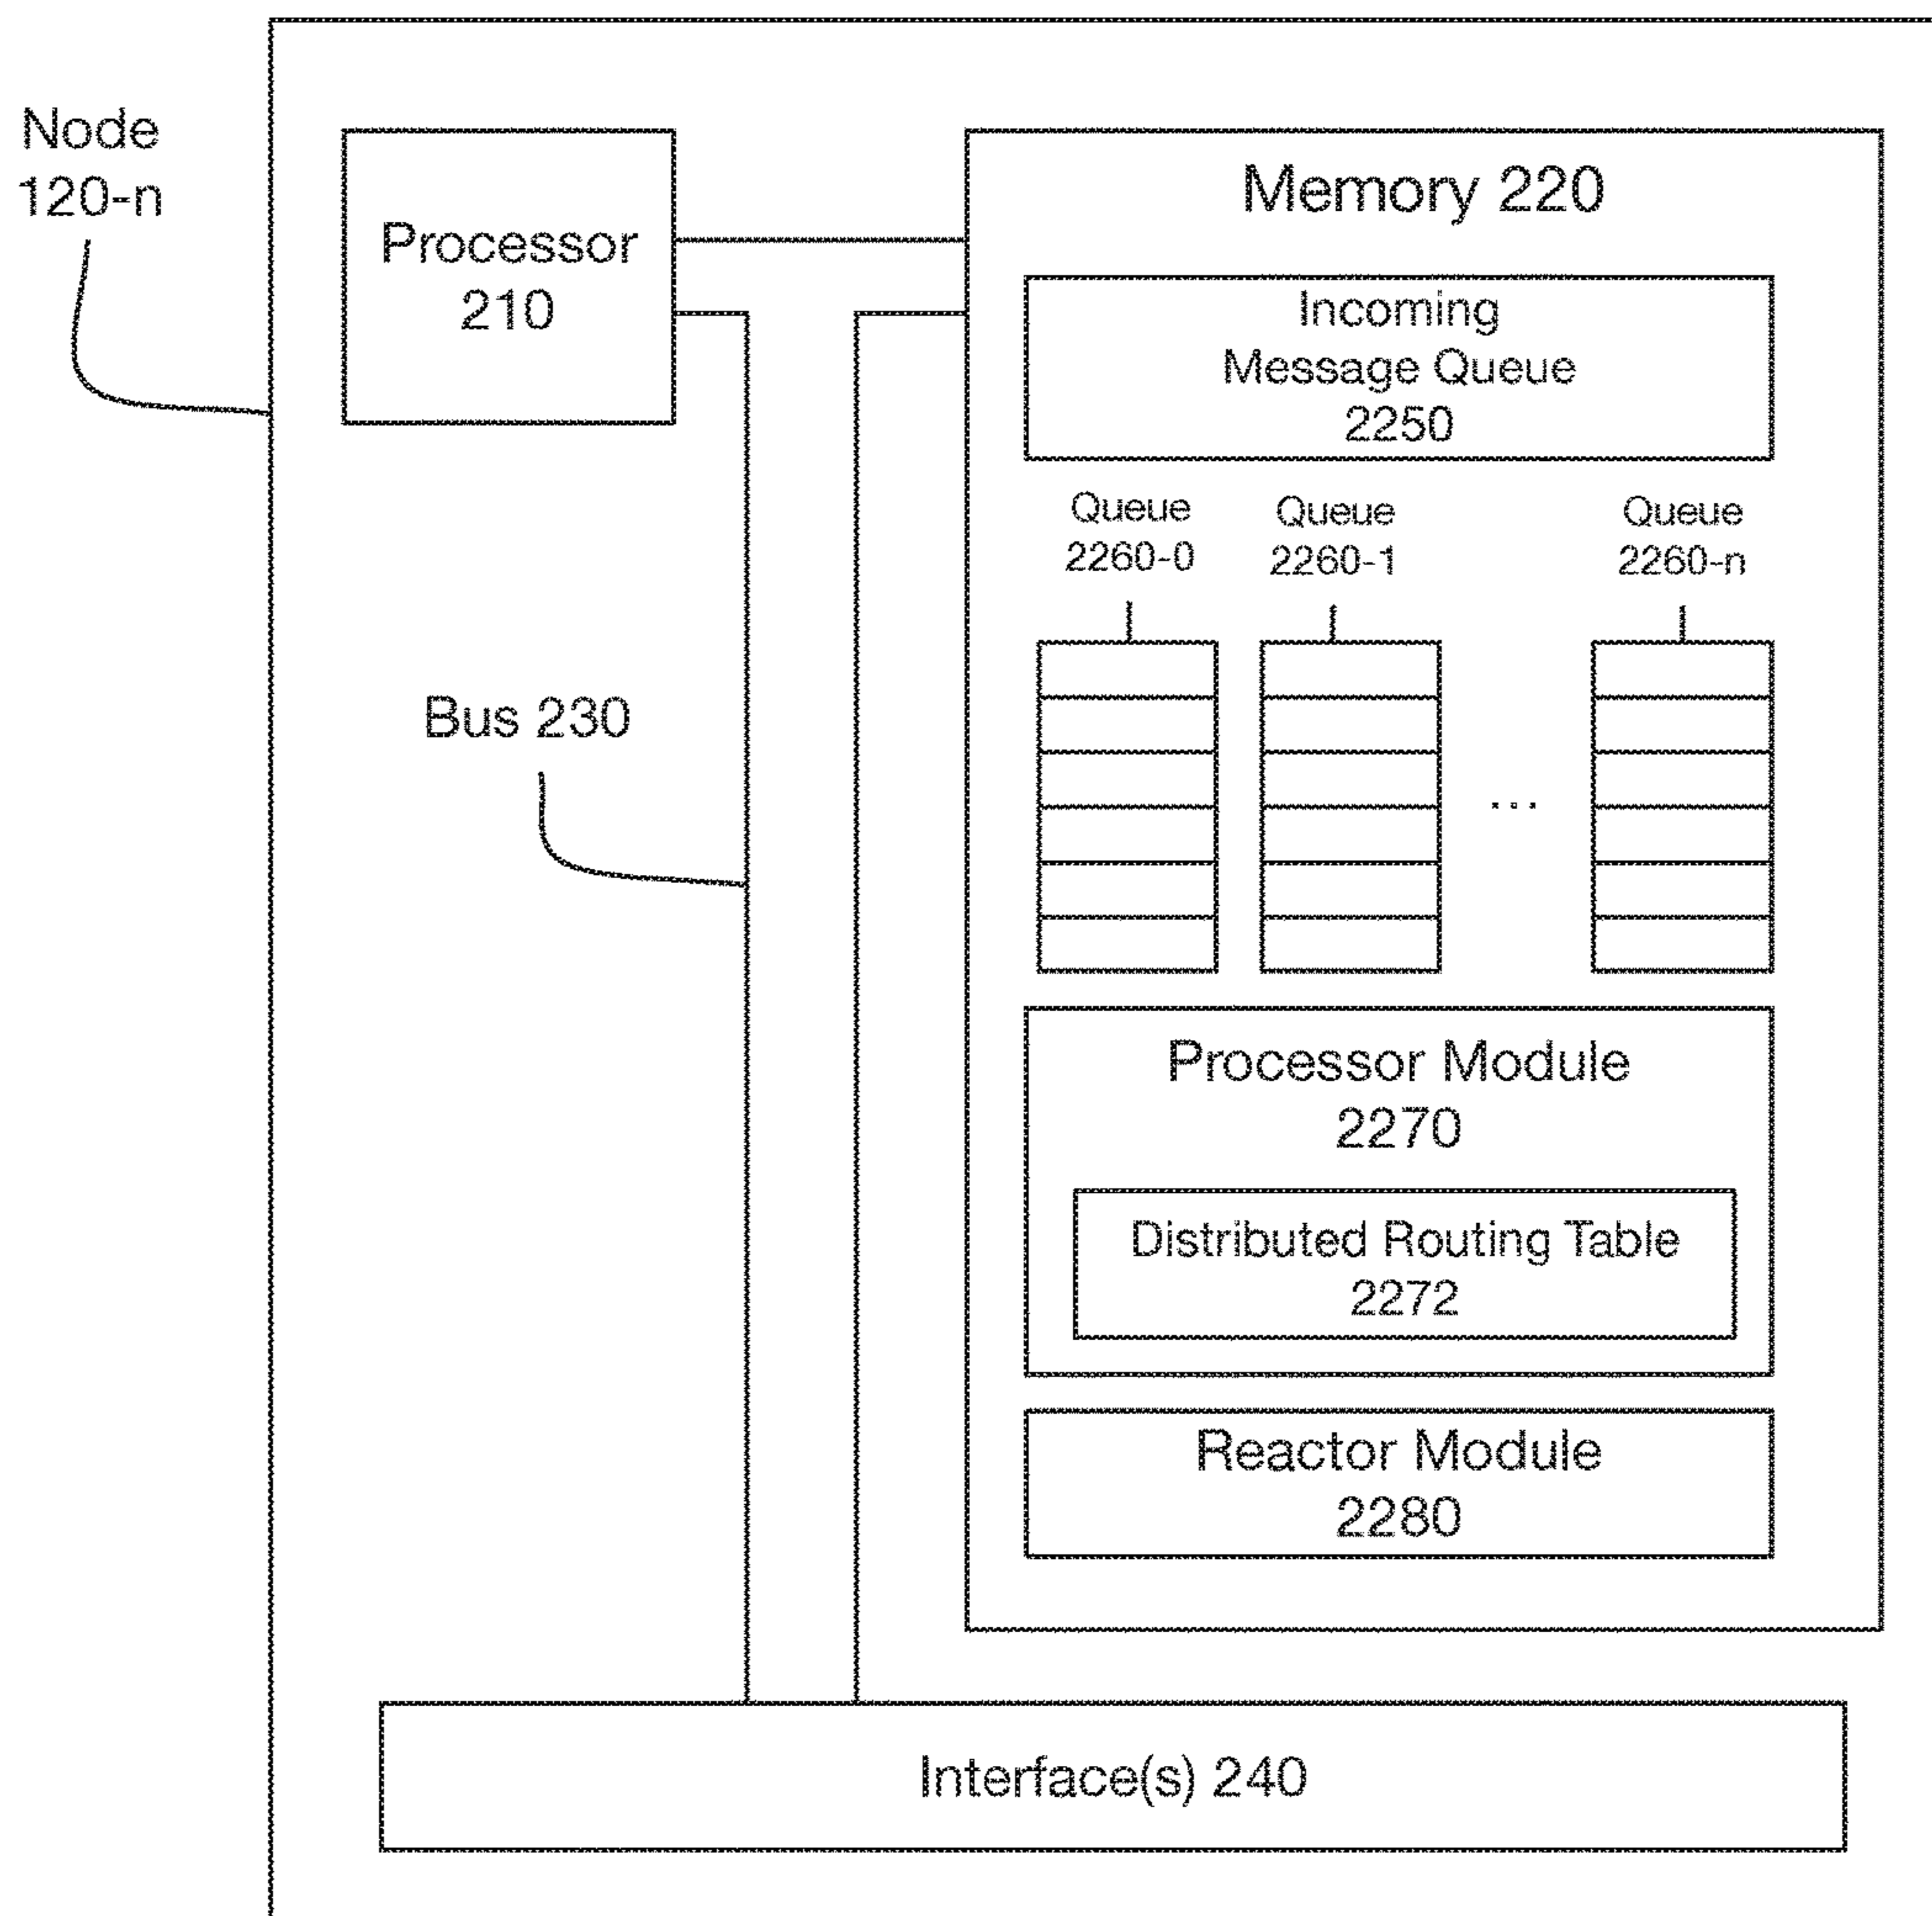 Node
120-n
Processor
210
Memory 220
Incoming
Message Queue
2250
Queue
2260-0
Queue
2260-1
Queue
2260-n
...
Bus 230
Processor Module
2270
Distributed Routing Table
2272
Reactor Module
2280
Interface(s) 240